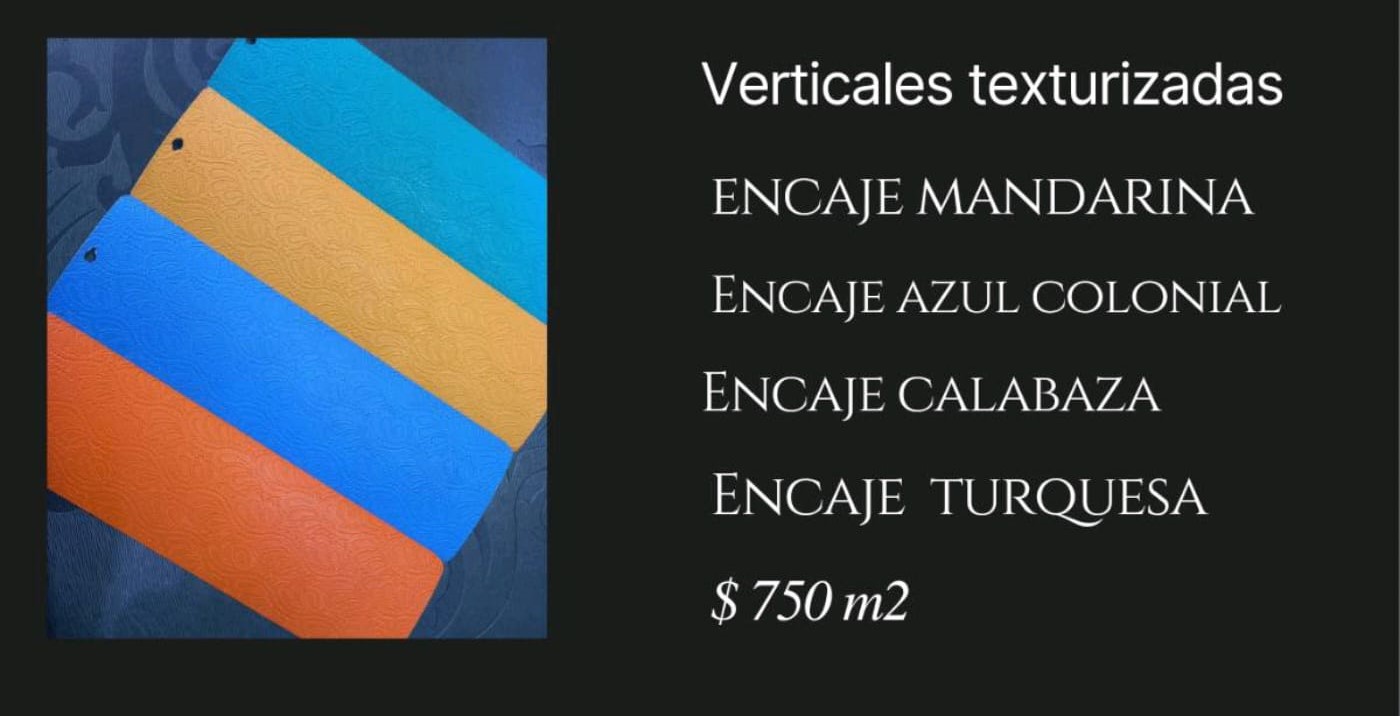 Verticales texturizadas
ENCAJE MANDARINA
ENCAJE AZUL COLONIAL
ENCAJE CALABAZA
ENCAJE TURQUESA
$ 750 m2